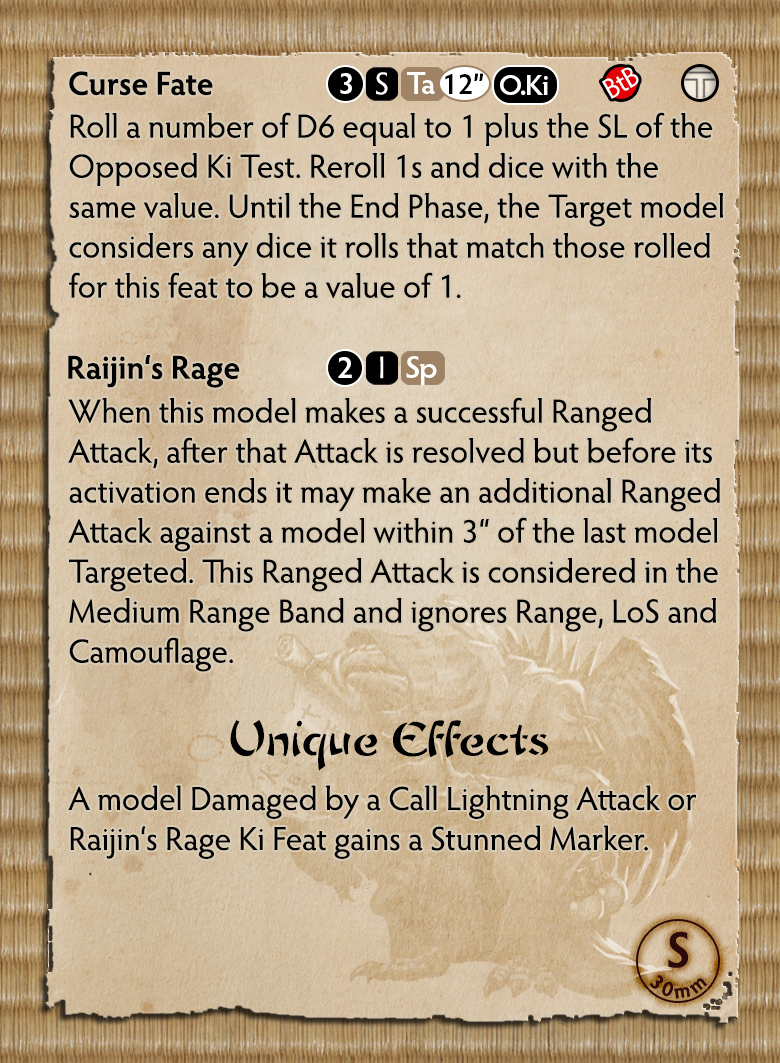 Curse Fate 3 S Ta 12" O.Ki BtB T
Roll a number of D6 equal to 1 plus the SL of the
Opposed Ki Test. Reroll 1s and dice with the
same value. Until the End Phase, the Target model
considers any dice it rolls that match those rolled
for this feat to be a value of 1.
Raijin‘s Rage 2 I Sp
When this model makes a successful Ranged
Attack, after that Attack is resolved but before its
activation ends it may make an additional Ranged
Attack against a model within 3“ of the last model
Targeted. This Ranged Attack is considered in the
Medium Range Band and ignores Range, LoS and
Camouflage.
Unique Effects
A model Damaged by a Call Lightning Attack or
Raijin‘s Rage Ki Feat gains a Stunned Marker.
S
30mm